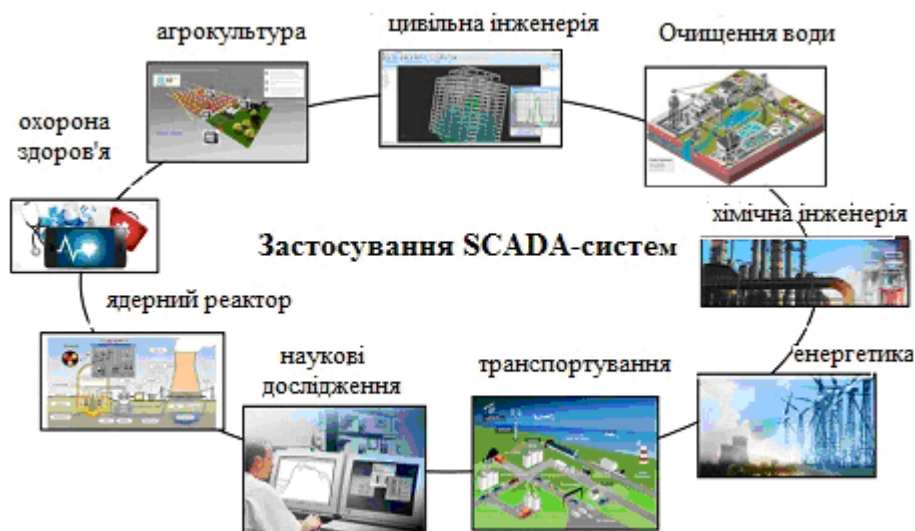 агрокультура
цивільна інженерія
Очищення води
охорона
здоров'я
хімічна інженерія
Застосування SCADA-систем
ядерний реактор
наукові
дослідження
транспортування
енергетика